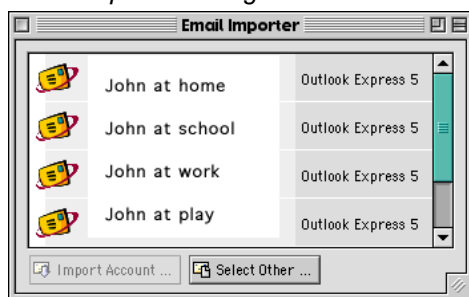 Email Importer
John at home Outlook Express 5
John at school Outlook Express 5
John at work Outlook Express 5
John at play Outlook Express 5
Import Account ... Select Other ...